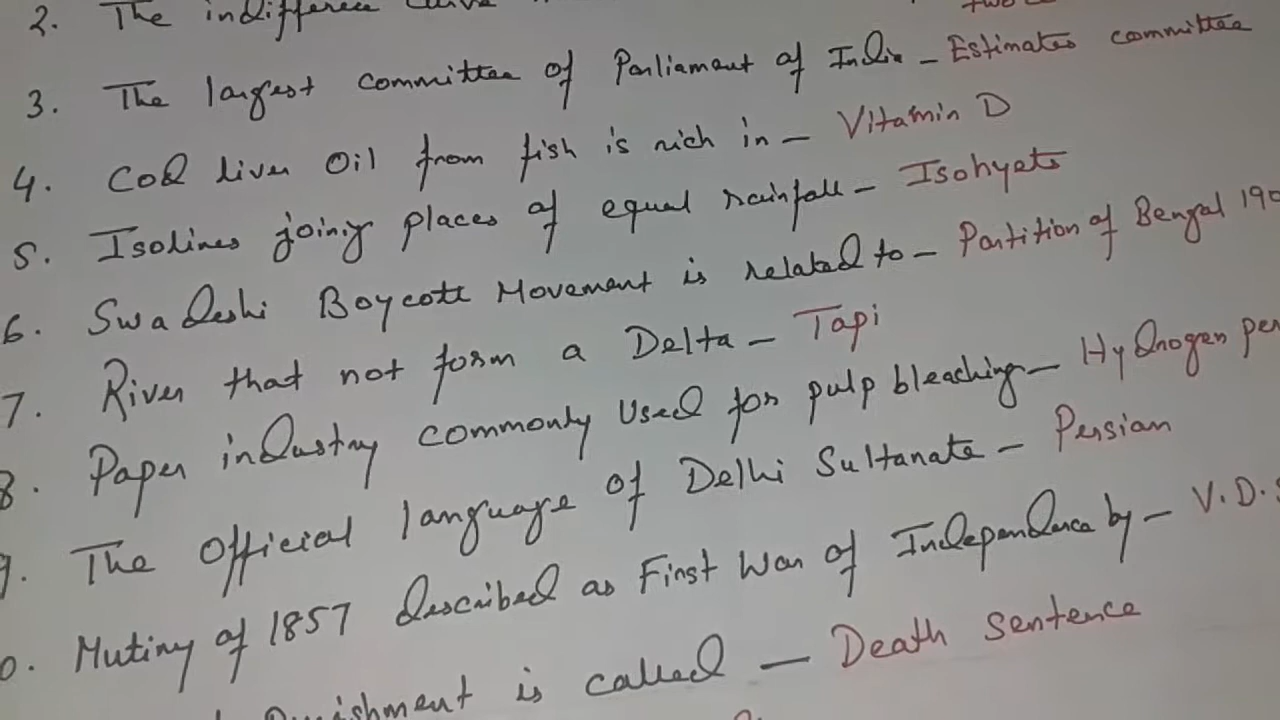 2. The indifference curve
3. The largest committee of Parliament of India - Estimates committee
4. Cod liver Oil from fish is rich in - Vitamin D
5. Isolines joining places of equal rainfall - Isohyets
6. Swadeshi Boycott Movement is related to - Partition of Bengal 190
7. River that not form a Delta - Tapi
8. Paper industry commonly Used for pulp bleaching - Hydrogen per
9. The Official language of Delhi Sultanate - Persian
0. Mutiny of 1857 described as First War of Independence by - V.D.S
Punishment is called - Death sentence